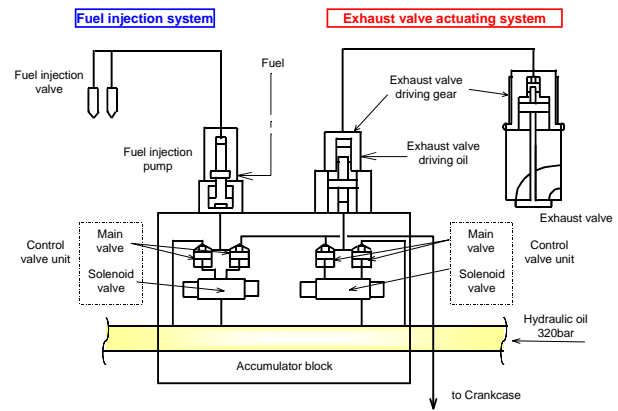 Fuel injection system
Exhaust valve actuating system
Fuel injection
valve
Fuel
Exhaust valve
driving gear
Fuel injection
pump
Exhaust valve
driving oil
Exhaust valve
Control
valve unit
Main
valve
Solenoid
valve
Main
valve
Solenoid
valve
Control
valve unit
Hydraulic oil
320bar
Accumulator block
to Crankcase